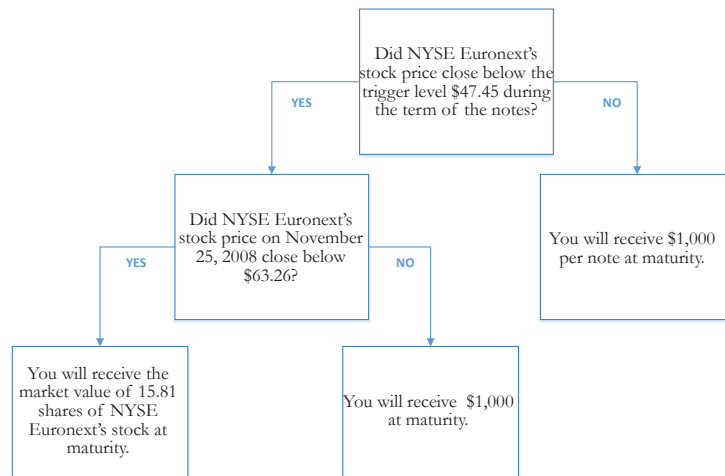 Did NYSE Euronext's
stock price close below the
trigger level $47.45 during
the term of the notes?
YES
NO
Did NYSE Euronext's
stock price on November
25, 2008 close below
$63.26?
You will receive $1,000
per note at maturity.
YES
NO
You will receive the
market value of 15.81
shares of NYSE
Euronext's stock at
maturity.
You will receive $1,000
at maturity.